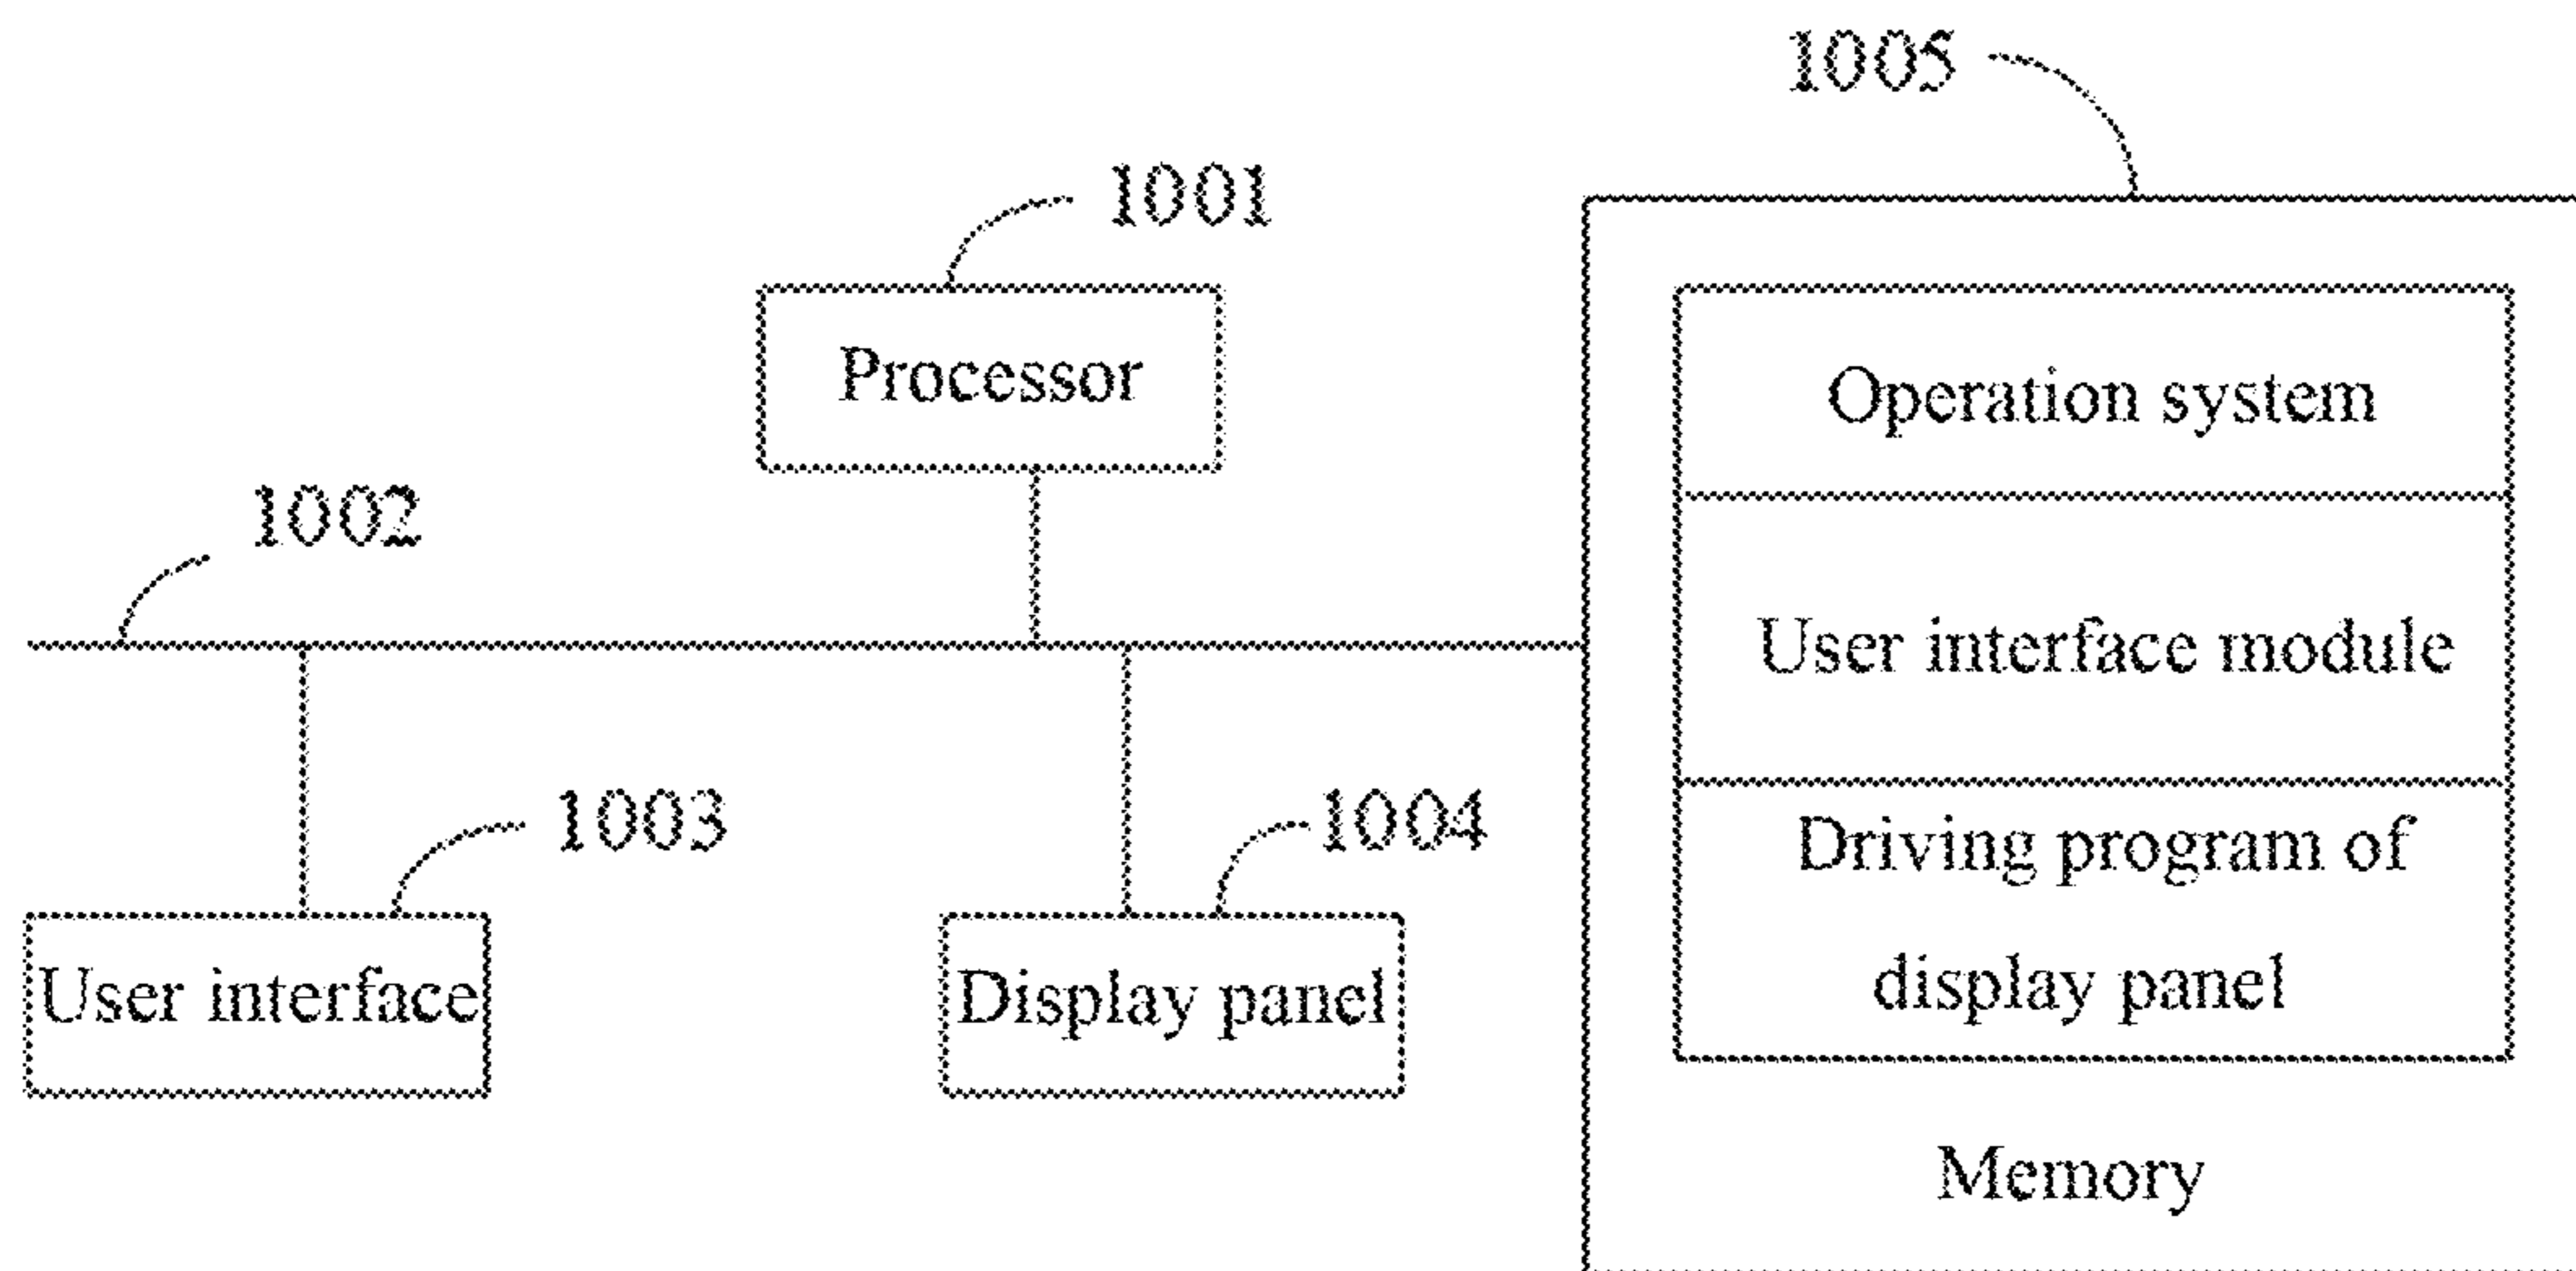 1005
1001
Processor
Operation system
1002
User interface module
1003
1004
Driving program of
display panel
User interface
Display panel
Memory